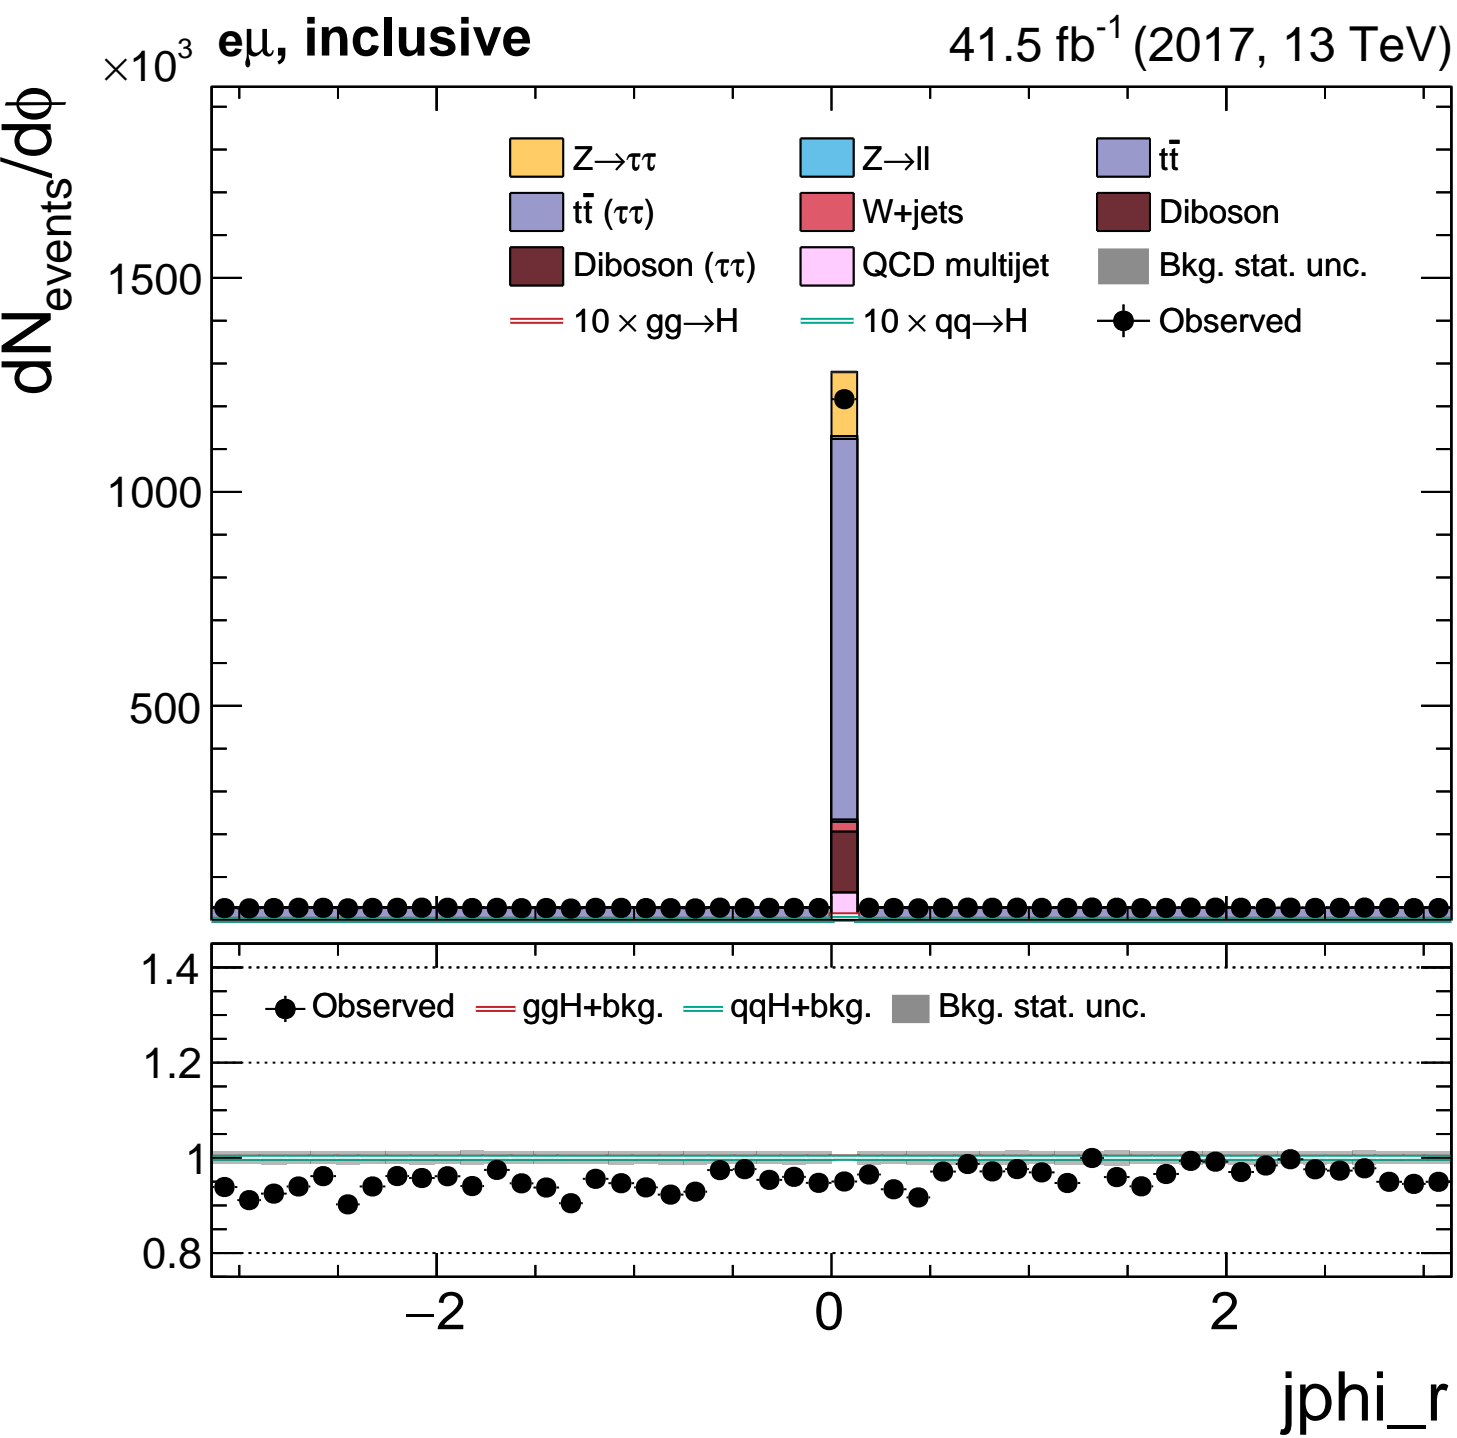 ×10³ eμ, inclusive 41.5 fb⁻¹ (2017, 13 TeV)
dN_events/dϕ
Z→ττ Z→ll tt̄
tt̄ (ττ) W+jets Diboson
Diboson (ττ) QCD multijet Bkg. stat. unc.
10 × gg→H 10 × qq→H Observed
1500
1000
500
1.4
Observed ggH+bkg. qqH+bkg. Bkg. stat. unc.
1.2
1
0.8
−2 0 2
jphi_r